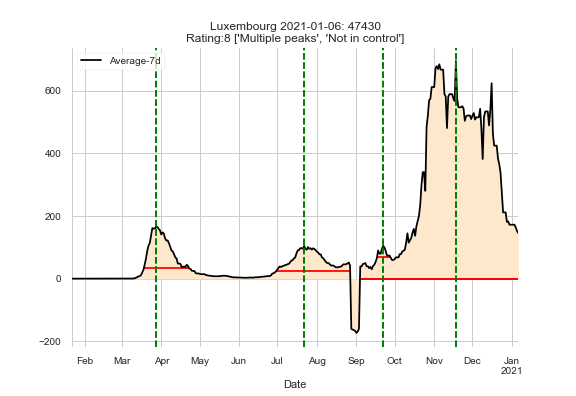 Luxembourg 2021-01-06: 47430
Rating:8 ['Multiple peaks', 'Not in control']
Average-7d
600
400
200
0
−200
Feb Mar Apr May Jun Jul Aug Sep Oct Nov Dec Jan
2021
Date